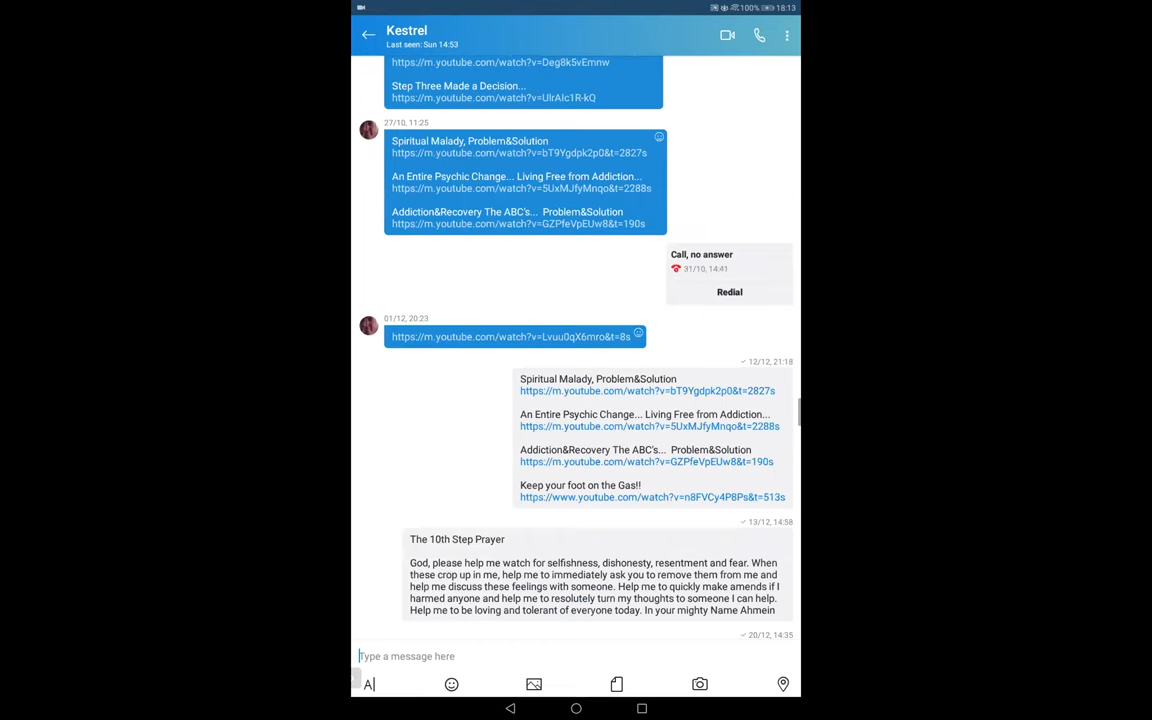 100% 18:13
Kestrel
Last seen: Sun 14:53
https://m.youtube.com/watch?v=Deg8k5vEmnw
Step Three Made a Decision...
https://m.youtube.com/watch?v=UlrAIc1R-kQ
27/10, 11:25
Spiritual Malady, Problem&Solution
https://m.youtube.com/watch?v=bT9Ygdpk2p0&t=2827s
An Entire Psychic Change... Living Free from Addiction...
https://m.youtube.com/watch?v=5UxMJfyMnqo&t=2288s
Addiction&Recovery The ABC's... Problem&Solution
https://m.youtube.com/watch?v=GZPfeVpEUw8&t=190s
Call, no answer
31/10, 14:41
Redial
01/12, 20:23
https://m.youtube.com/watch?v=Lvuu0qX6mro&t=8s
12/12, 21:18
Spiritual Malady, Problem&Solution
https://m.youtube.com/watch?v=bT9Ygdpk2p0&t=2827s
An Entire Psychic Change... Living Free from Addiction...
https://m.youtube.com/watch?v=5UxMJfyMnqo&t=2288s
Addiction&Recovery The ABC's... Problem&Solution
https://m.youtube.com/watch?v=GZPfeVpEUw8&t=190s
Keep your foot on the Gas!!
https://www.youtube.com/watch?v=n8FVCy4P8Ps&t=513s
13/12, 14:58
The 10th Step Prayer
God, please help me watch for selfishness, dishonesty, resentment and fear. When
these crop up in me, help me to immediately ask you to remove them from me and
help me discuss these feelings with someone. Help me to quickly make amends if I
harmed anyone and help me to resolutely turn my thoughts to someone I can help.
Help me to be loving and tolerant of everyone today. In your mighty Name Ahmein
20/12, 14:35
Type a message here
A